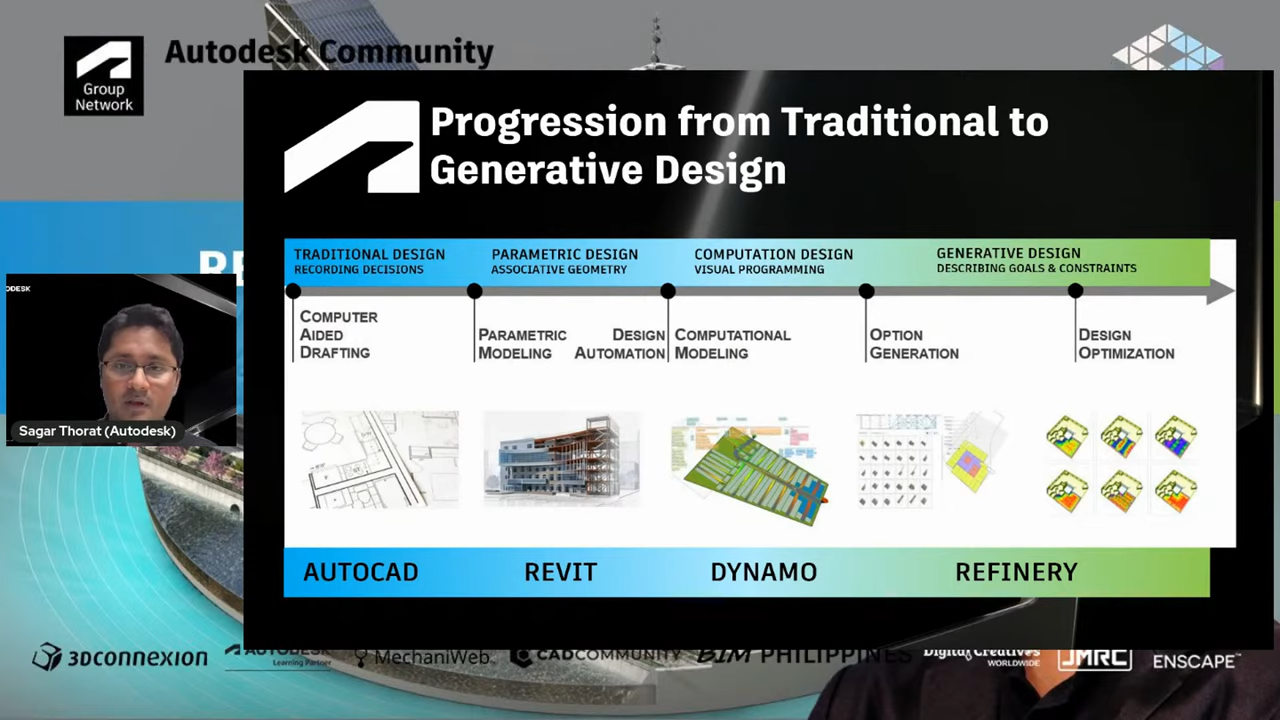 Autodesk Community
Group
Network
Progression from Traditional to
Generative Design
TRADITIONAL DESIGN
RECORDING DECISIONS
PARAMETRIC DESIGN
ASSOCIATIVE GEOMETRY
COMPUTATION DESIGN
VISUAL PROGRAMMING
GENERATIVE DESIGN
DESCRIBING GOALS & CONSTRAINTS
COMPUTER
AIDED
DRAFTING
PARAMETRIC
MODELING
DESIGN
AUTOMATION
COMPUTATIONAL
MODELING
OPTION
GENERATION
DESIGN
OPTIMIZATION
Sagar Thorat (Autodesk)
AUTOCAD
REVIT
DYNAMO
REFINERY
3DCONNEXION
AUTODESK
Learning Partner
MechaniWeb
CADCOMMUNITY
BIM PHILIPPINES
Digital Creatives
WORLDWIDE
JMRC
ENSCAPE™